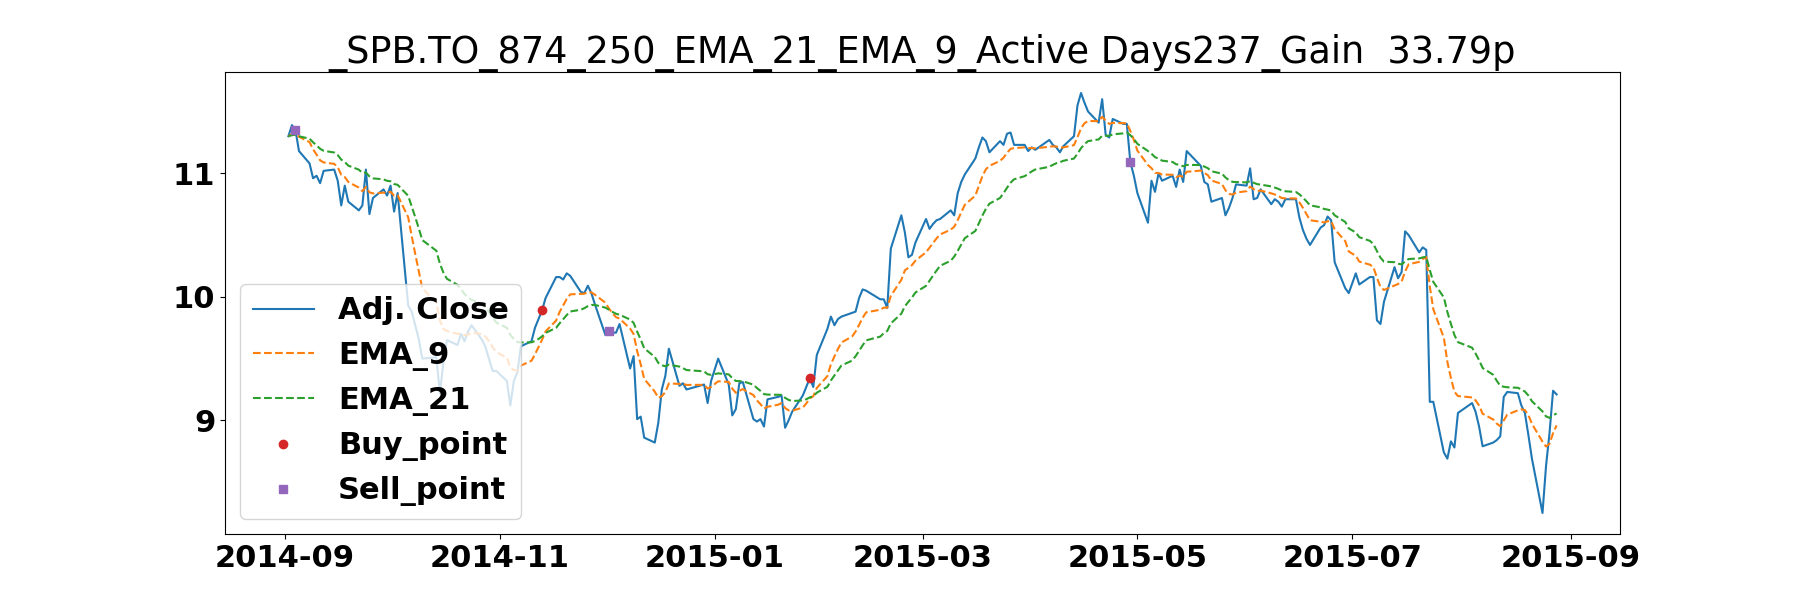 _SPB.TO_874_250_EMA_21_EMA_9_Active Days237_Gain  33.79p
11
10
9
Adj. Close
EMA_9
EMA_21
Buy_point
Sell_point
2014-09 2014-11 2015-01 2015-03 2015-05 2015-07 2015-09